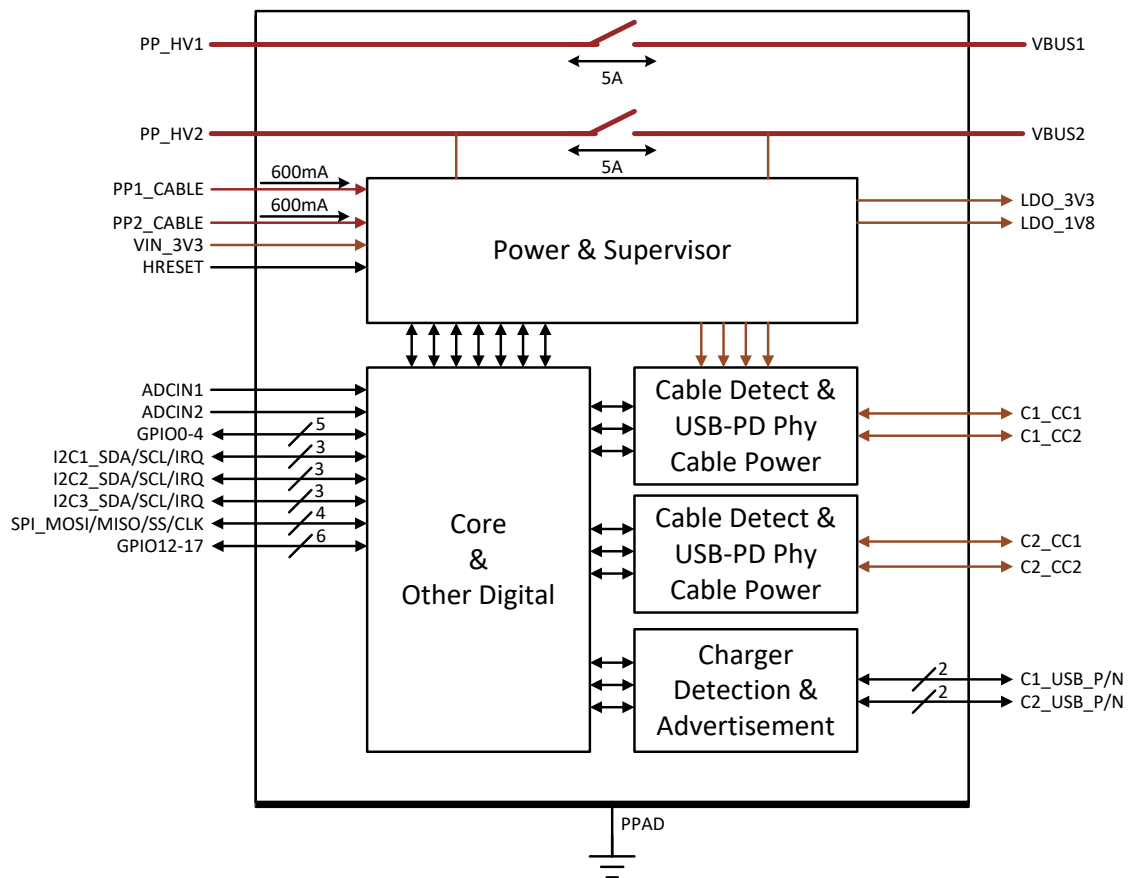 PP_HV1
VBUS1
5A
PP_HV2
VBUS2
5A
600mA
PP1_CABLE
600mA
PP2_CABLE
VIN_3V3
HRESET
Power & Supervisor
LDO_3V3
LDO_1V8
ADCIN1
ADCIN2
GPIO0-4
5
I2C1_SDA/SCL/IRQ
3
I2C2_SDA/SCL/IRQ
3
I2C3_SDA/SCL/IRQ
3
SPI_MOSI/MISO/SS/CLK
4
GPIO12-17
6
Core
&
Other Digital
Cable Detect &
USB-PD Phy
Cable Power
C1_CC1
C1_CC2
Cable Detect &
USB-PD Phy
Cable Power
C2_CC1
C2_CC2
Charger
Detection &
Advertisement
2
C1_USB_P/N
2
C2_USB_P/N
PPAD